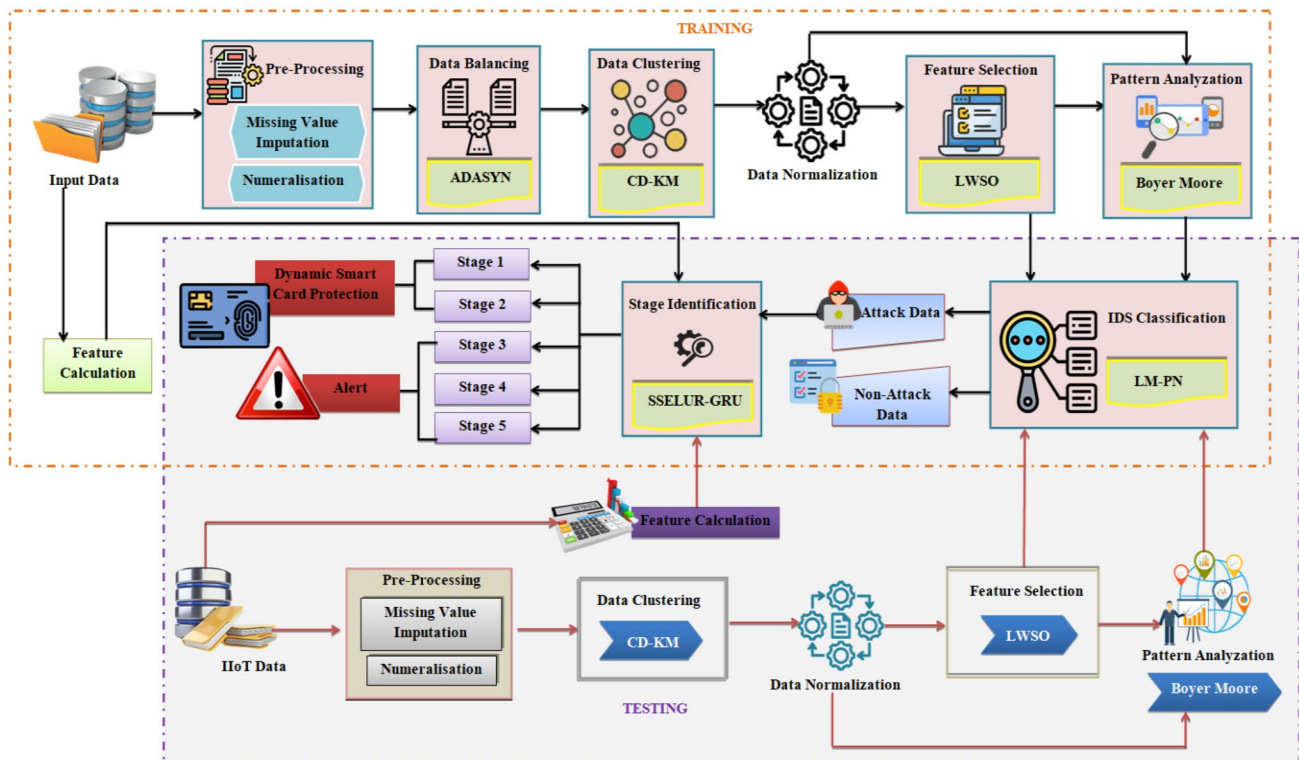 TRAINING
Input Data
Pre-Processing
Missing Value
Imputation
Numeralisation
Data Balancing
ADASYN
Data Clustering
CD-KM
Data Normalization
Feature Selection
LWSO
Pattern Analyzation
Boyer Moore
Feature
Calculation
Dynamic Smart
Card Protection
Alert
Stage 1
Stage 2
Stage 3
Stage 4
Stage 5
Stage Identification
SSELUR-GRU
Attack Data
Non-Attack
Data
IDS Classification
LM-PN
Feature Calculation
IIoT Data
Pre-Processing
Missing Value
Imputation
Numeralisation
Data Clustering
CD-KM
Data Normalization
Feature Selection
LWSO
Pattern Analyzation
Boyer Moore
TESTING